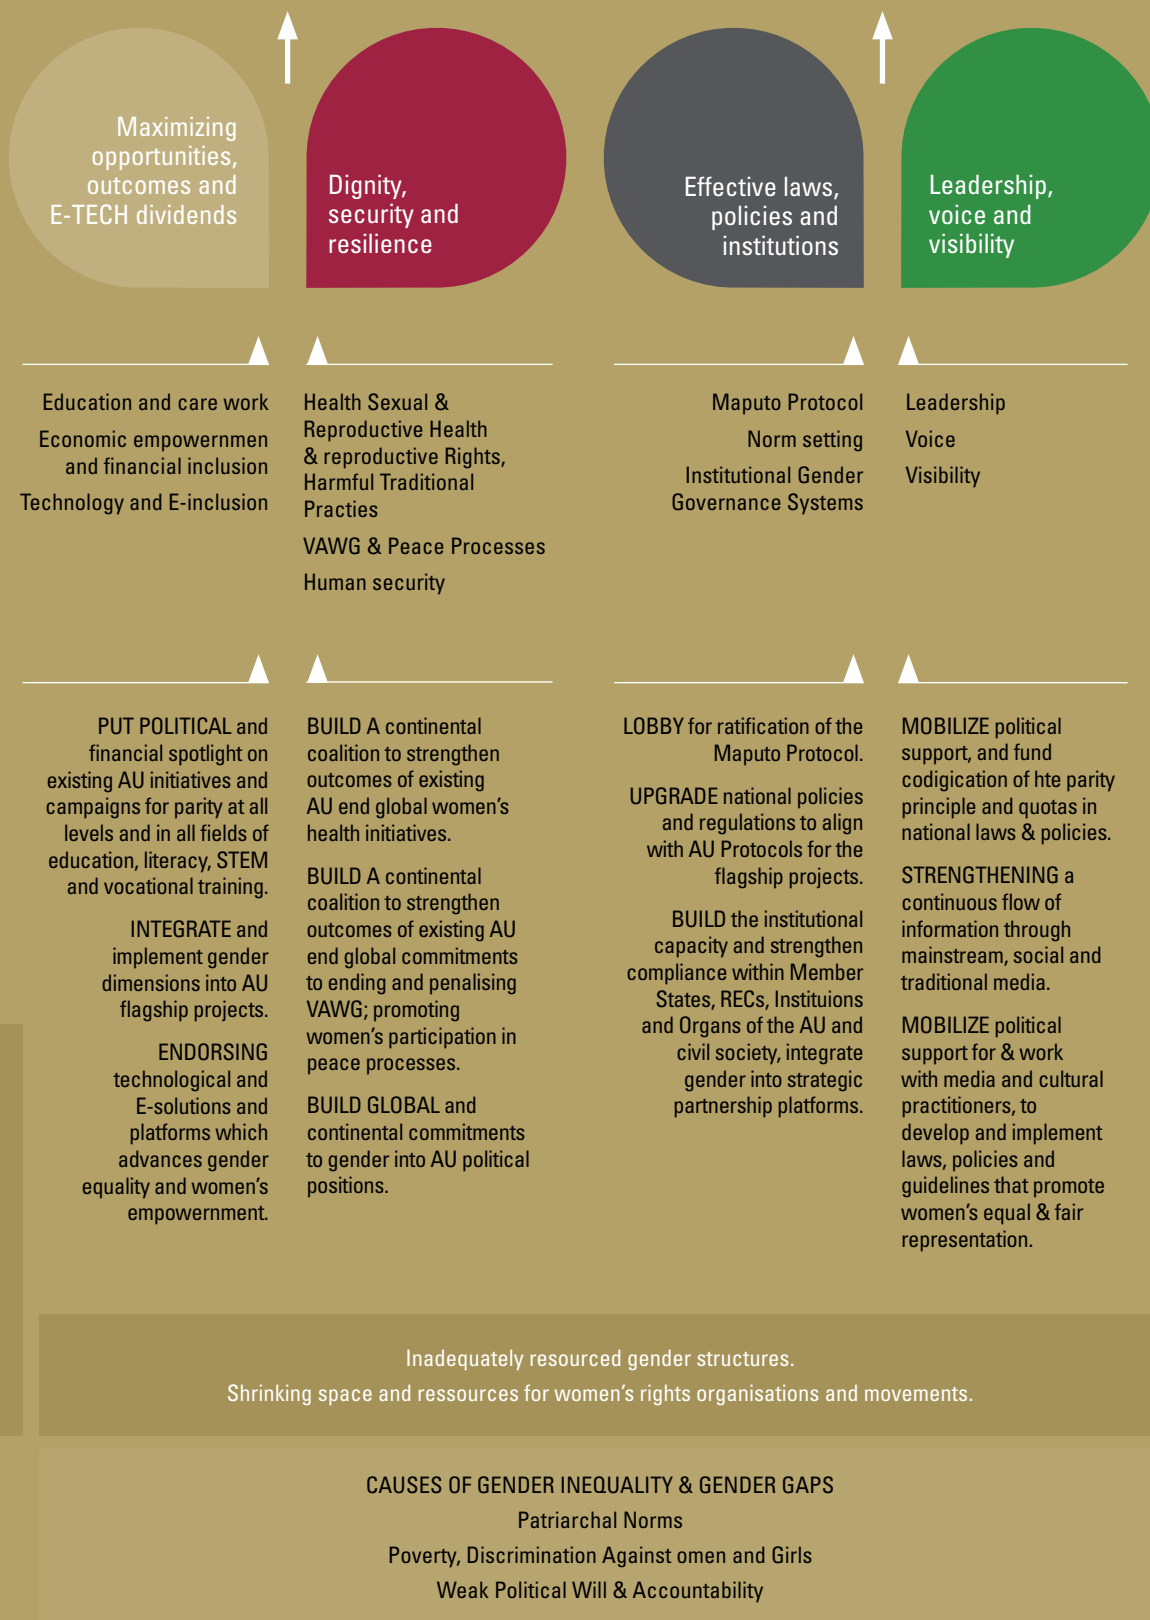 Maximizing
opportunities,
outcomes and
E-TECH dividends
Dignity,
security and
resilience
Effective laws,
policies and
institutions
Leadership,
voice and
visibility
Education and care work
Economic empowernmen
and financial inclusion
Technology and E-inclusion
Health Sexual &
Reproductive Health
& reproductive Rights,
Harmful Traditional
Practies
VAWG & Peace Processes
Human security
Maputo Protocol
Norm setting
Institutional Gender
Governance Systems
Leadership
Voice
Visibility
PUT POLITICAL and
financial spotlight on
existing AU initiatives and
campaigns for parity at all
levels and in all fields of
education, literacy, STEM
and vocational training.
INTEGRATE and
implement gender
dimensions into AU
flagship projects.
ENDORSING
technological and
E-solutions and
platforms which
advances gender
equality and women's
empowernment.
BUILD A continental
coalition to strengthen
outcomes of existing
AU end global women's
health initiatives.
BUILD A continental
coalition to strengthen
outcomes of existing AU
end global commitments
to ending and penalising
VAWG; promoting
women's participation in
peace processes.
BUILD GLOBAL and
continental commitments
to gender into AU political
positions.
LOBBY for ratification of the
Maputo Protocol.
UPGRADE national policies
and regulations to align
with AU Protocols for the
flagship projects.
BUILD the institutional
capacity and strengthen
compliance within Member
States, RECs, Instituions
and Organs of the AU and
civil society, integrate
gender into strategic
partnership platforms.
MOBILIZE political
support, and fund
codigication of hte parity
principle and quotas in
national laws & policies.
STRENGTHENING a
continuous flow of
information through
mainstream, social and
traditional media.
MOBILIZE political
support for & work
with media and cultural
practitioners, to
develop and implement
laws, policies and
guidelines that promote
women's equal & fair
representation.
Inadequately resourced gender structures.
Shrinking space and ressources for women's rights organisations and movements.
CAUSES OF GENDER INEQUALITY & GENDER GAPS
Patriarchal Norms
Poverty, Discrimination Against omen and Girls
Weak Political Will & Accountability